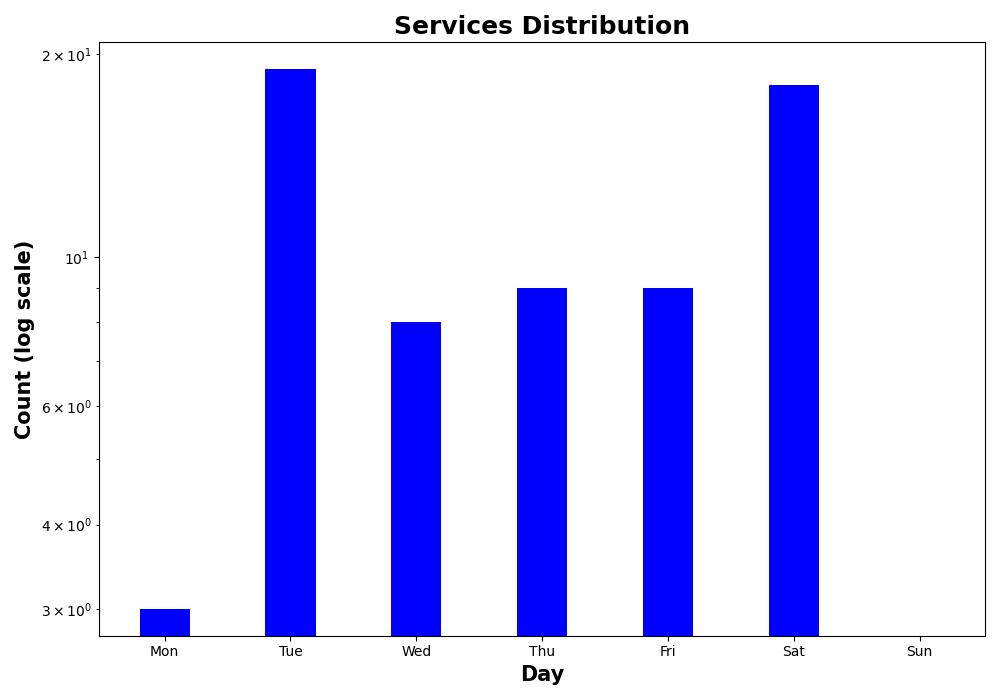 Services Distribution
Count (log scale)
2 × 10¹
10¹
6 × 10⁰
4 × 10⁰
3 × 10⁰
Mon Tue Wed Thu Fri Sat Sun
Day